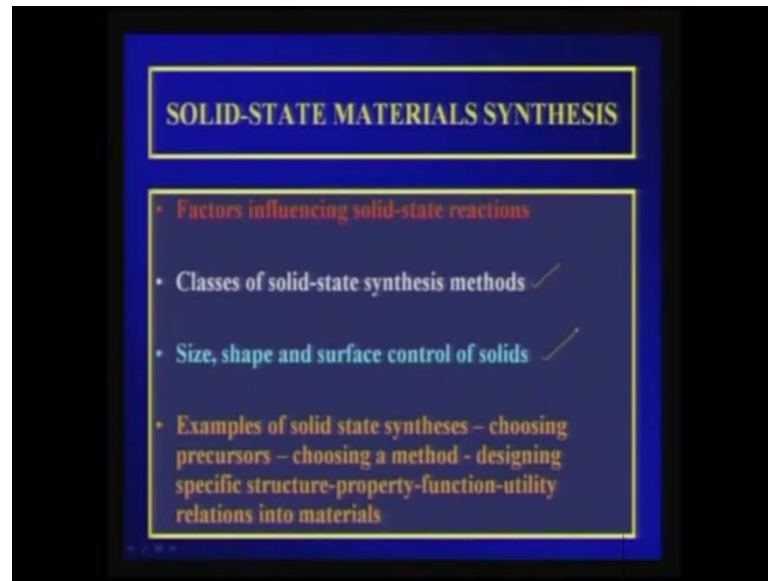 SOLID-STATE MATERIALS SYNTHESIS
• Factors influencing solid-state reactions
• Classes of solid-state synthesis methods
• Size, shape and surface control of solids
• Examples of solid state syntheses – choosing
precursors – choosing a method - designing
specific structure-property-function-utility
relations into materials